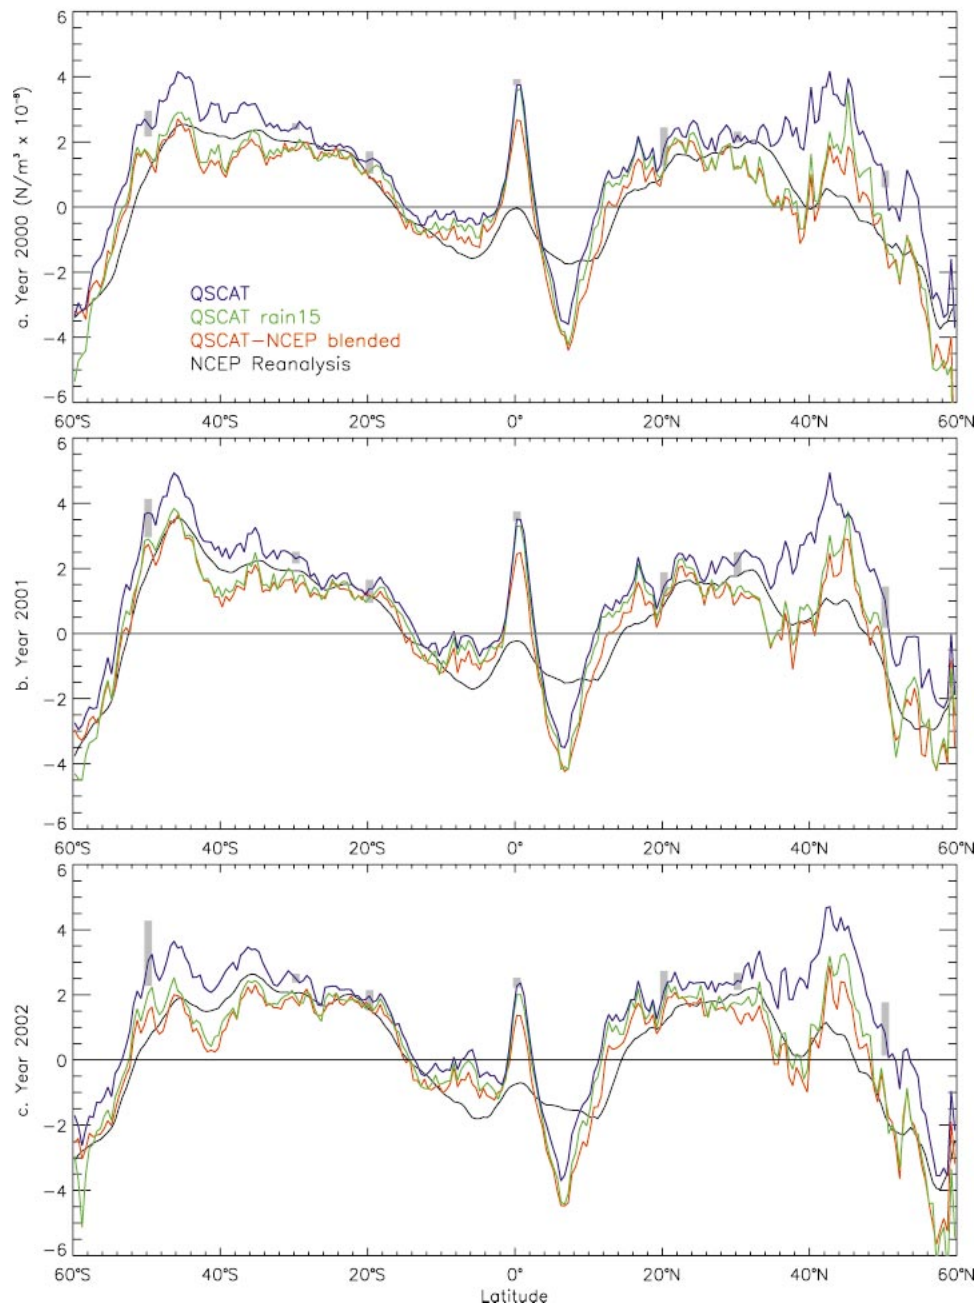 a. Year 2000 (N/m³ x 10⁻⁸)
6
4
2
0
-2
-4
-6
QSCAT
QSCAT rain15
QSCAT-NCEP blended
NCEP Reanalysis
60°S 40°S 20°S 0° 20°N 40°N 60°N
b. Year 2001
6
4
2
0
-2
-4
-6
60°S 40°S 20°S 0° 20°N 40°N 60°N
c. Year 2002
4
2
0
-2
-4
-6
60°S 40°S 20°S 0° 20°N 40°N 60°N
Latitude